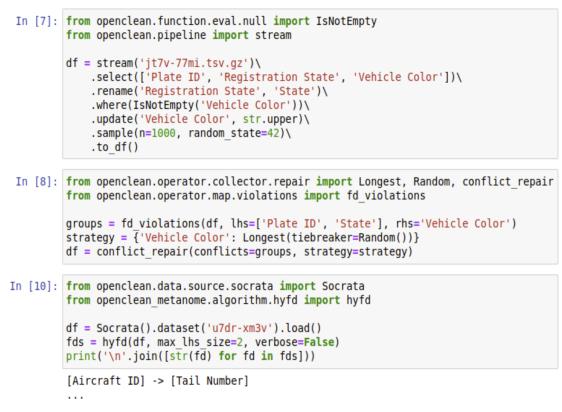 In [7]: from openclean.function.eval.null import IsNotEmpty
from openclean.pipeline import stream
df = stream('jt7v-77mi.tsv.gz')\
.select(['Plate ID', 'Registration State', 'Vehicle Color'])\
.rename('Registration State', 'State')\
.where(IsNotEmpty('Vehicle Color'))\
.update('Vehicle Color', str.upper)\
.sample(n=1000, random_state=42)\
.to_df()
In [8]: from openclean.operator.collector.repair import Longest, Random, conflict_repair
from openclean.operator.map.violations import fd_violations
groups = fd_violations(df, lhs=['Plate ID', 'State'], rhs='Vehicle Color')
strategy = {'Vehicle Color': Longest(tiebreaker=Random())}
df = conflict_repair(conflicts=groups, strategy=strategy)
In [10]: from openclean.data.source.socrata import Socrata
from openclean_metanome.algorithm.hyfd import hyfd
df = Socrata().dataset('u7dr-xm3v').load()
fds = hyfd(df, max_lhs_size=2, verbose=False)
print('\n'.join([str(fd) for fd in fds]))
[Aircraft ID] -> [Tail Number]
...